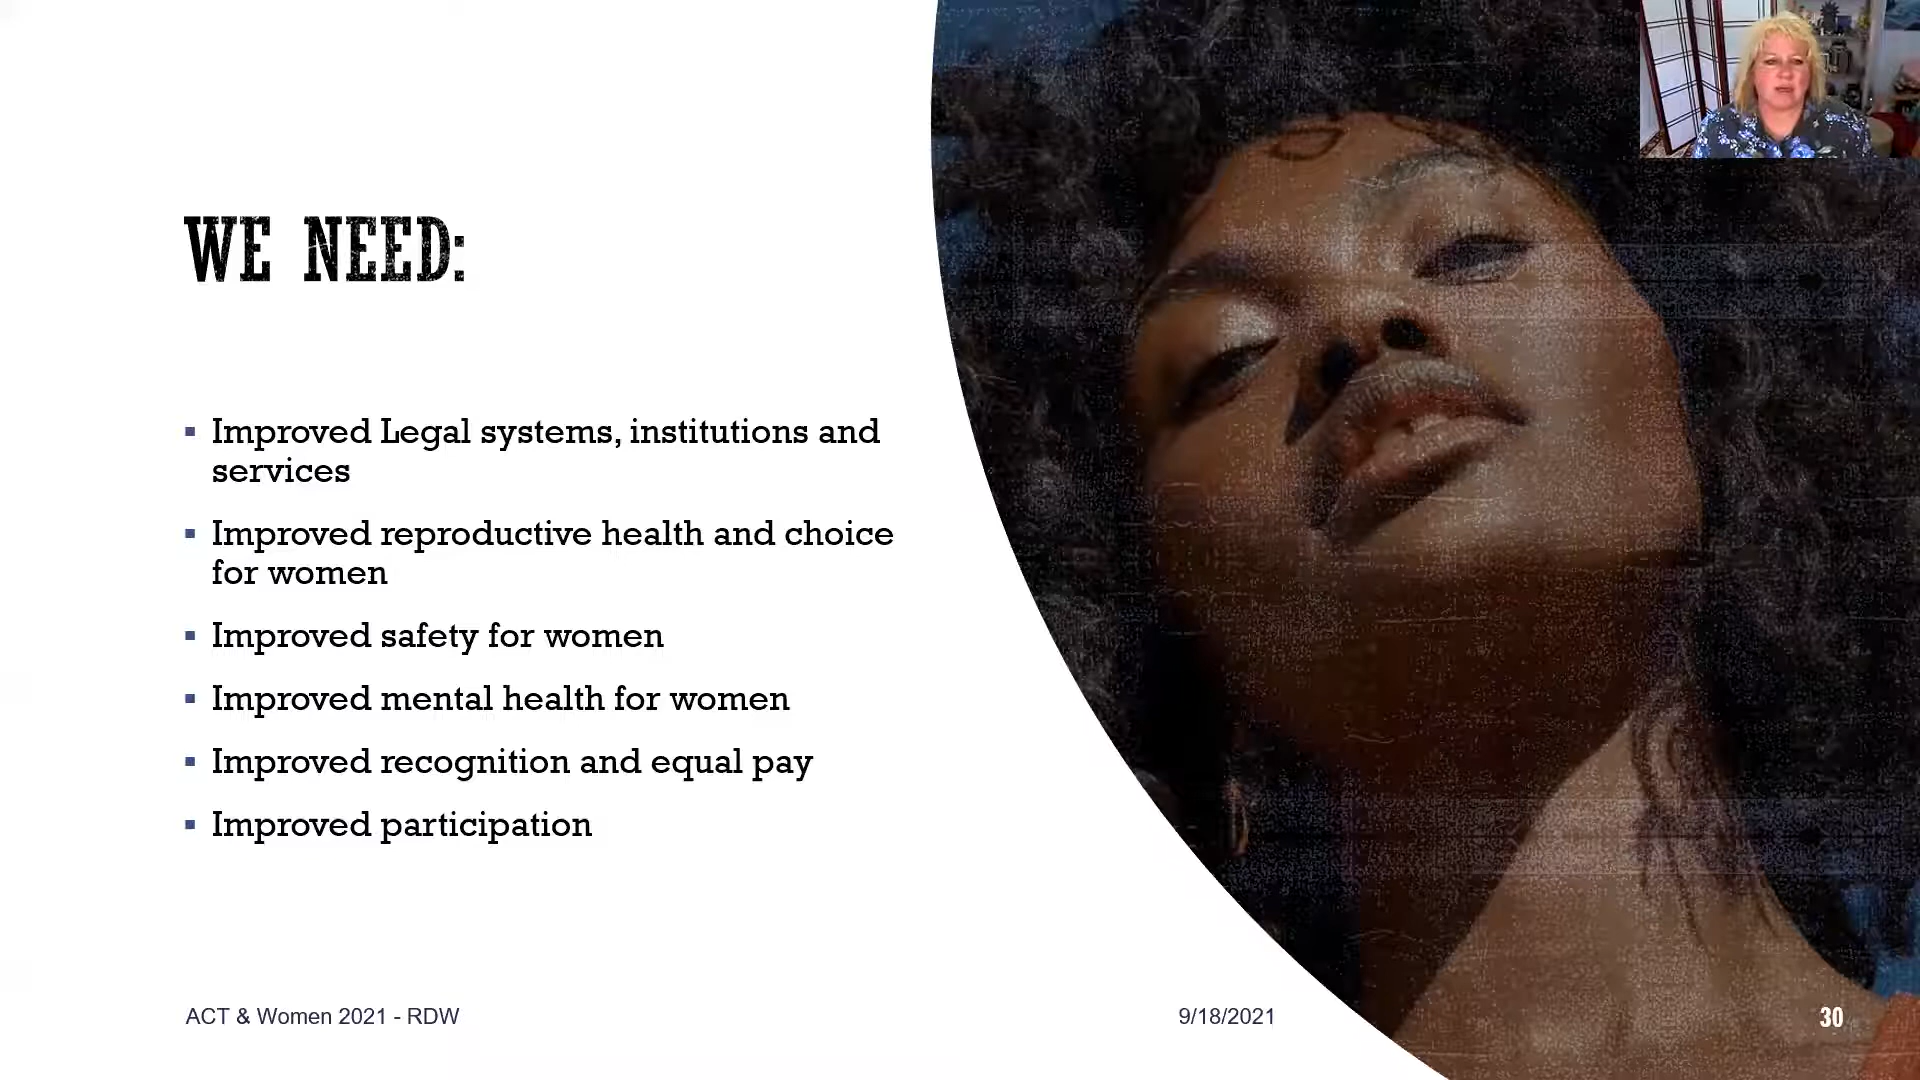 WE NEED:
Improved Legal systems, institutions and
services
Improved reproductive health and choice
for women
Improved safety for women
Improved mental health for women
Improved recognition and equal pay
Improved participation
ACT & Women 2021 - RDW
9/18/2021
30